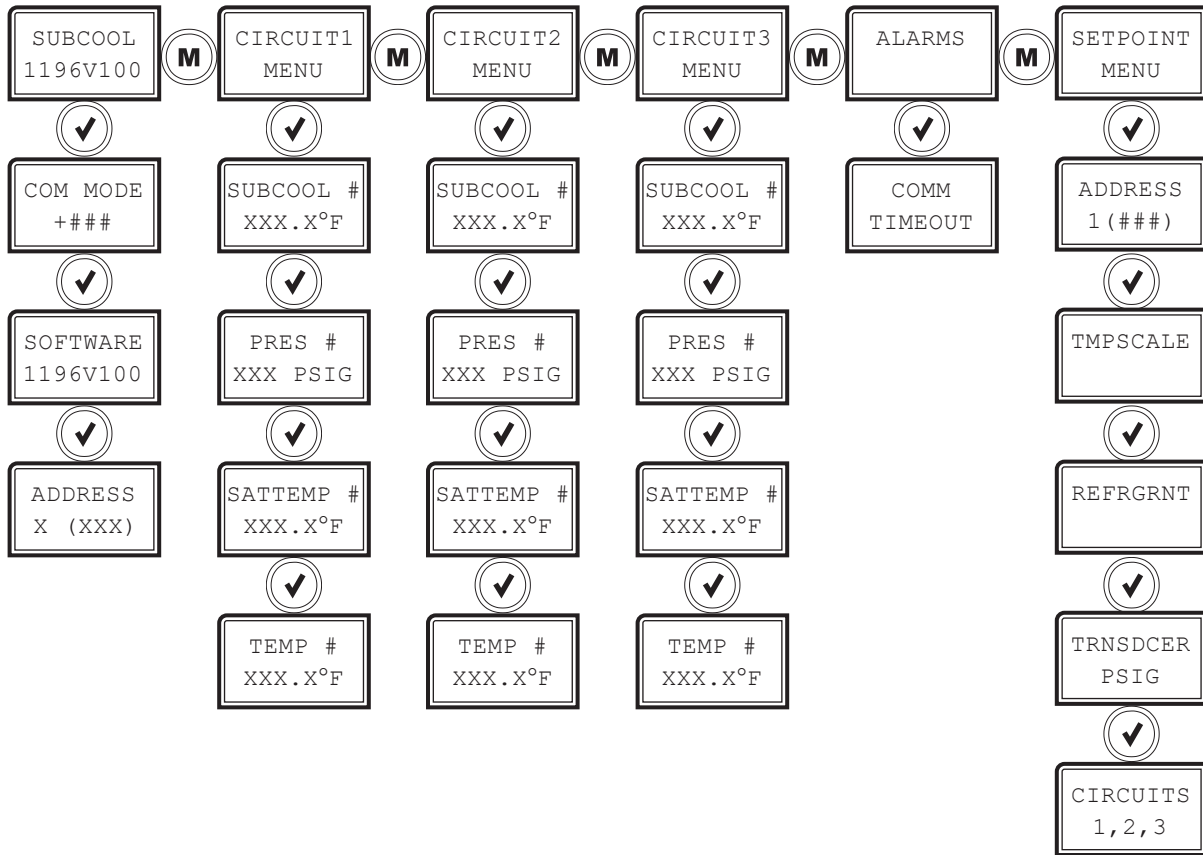 SUBCOOL
1196V100
M
CIRCUIT1
MENU
M
CIRCUIT2
MENU
M
CIRCUIT3
MENU
M
ALARMS
M
SETPOINT
MENU
COM MODE
+###
SUBCOOL #
XXX.X°F
SUBCOOL #
XXX.X°F
SUBCOOL #
XXX.X°F
COMM
TIMEOUT
ADDRESS
1(###)
SOFTWARE
1196V100
PRES #
XXX PSIG
PRES #
XXX PSIG
PRES #
XXX PSIG
TMPSCALE
ADDRESS
X (XXX)
SATTEMP #
XXX.X°F
SATTEMP #
XXX.X°F
SATTEMP #
XXX.X°F
REFRGRNT
TEMP #
XXX.X°F
TEMP #
XXX.X°F
TEMP #
XXX.X°F
TRNSDCER
PSIG
CIRCUITS
1,2,3